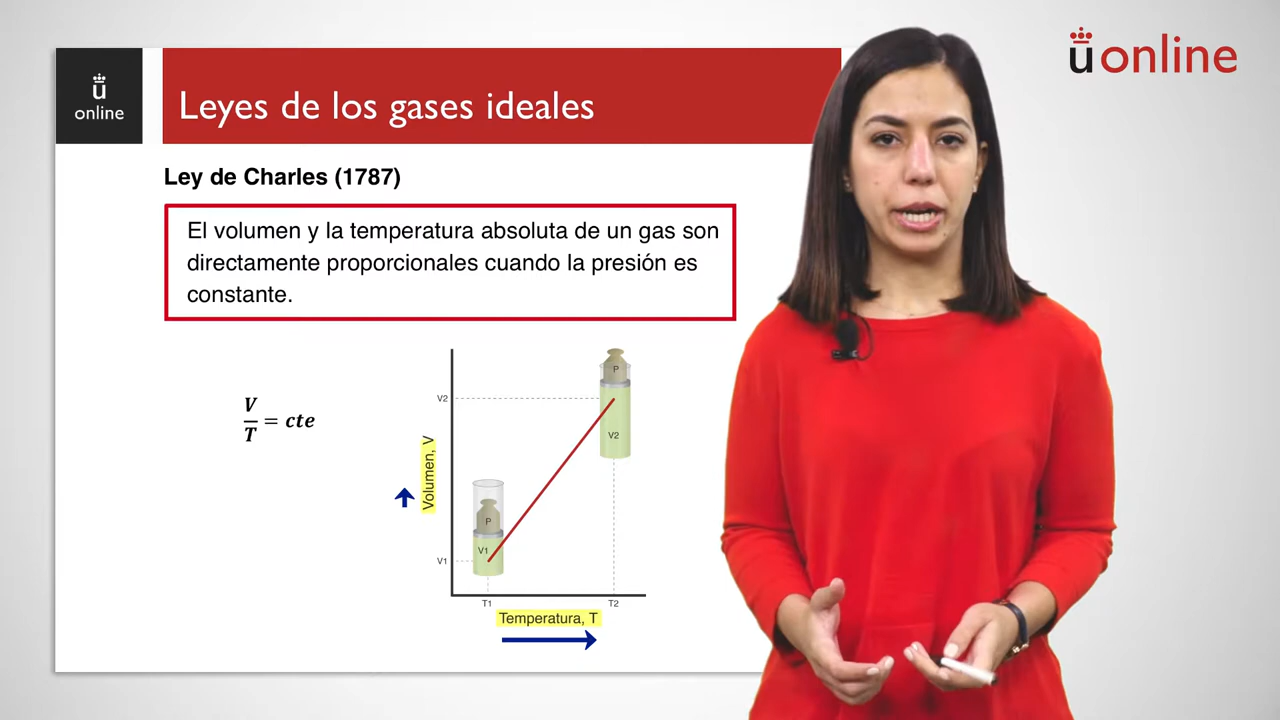 ū online
ū
online
Leyes de los gases ideales
Ley de Charles (1787)
El volumen y la temperatura absoluta de un gas son
directamente proporcionales cuando la presión es
constante.
V
T
= cte
Volumen, V
V2
V1
P
V1
P
V2
T1
T2
Temperatura, T